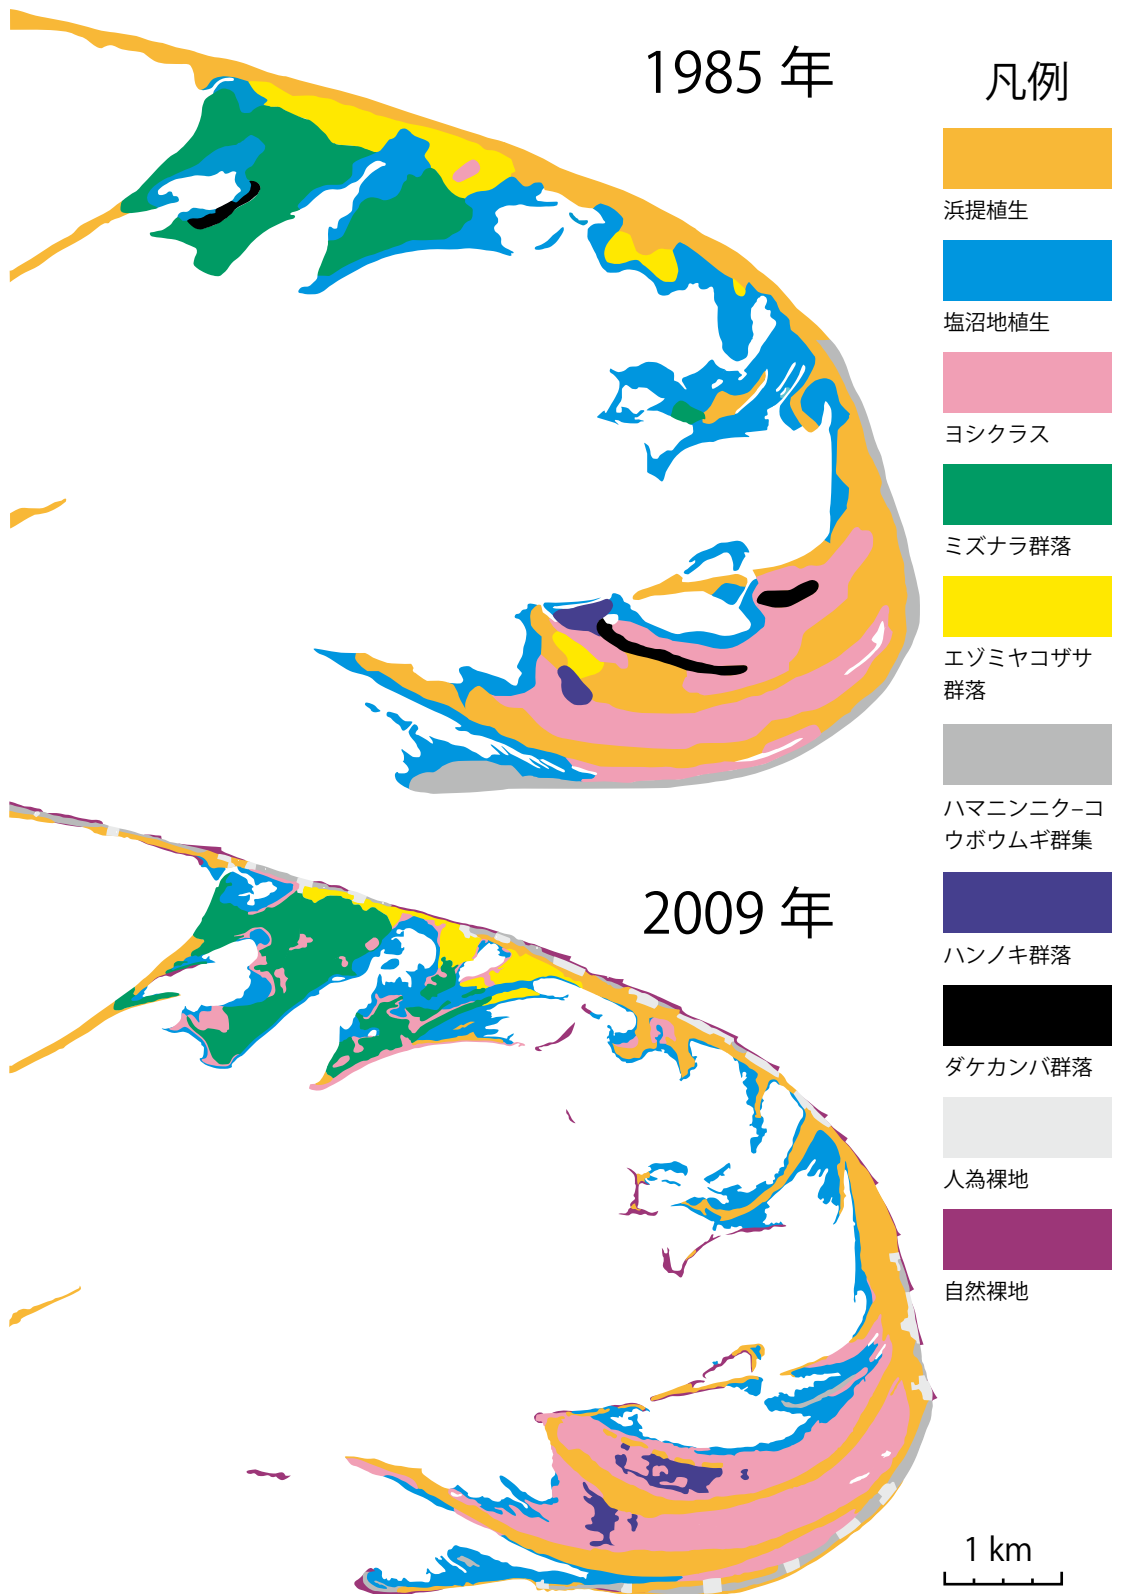 1985 年
凡例
浜提植生
塩沼地植生
ヨシクラス
ミズナラ群落
エゾミヤコザサ
群落
ハマニンニク–コ
ウボウムギ群集
ハンノキ群落
ダケカンバ群落
人為裸地
自然裸地
2009 年
1 km